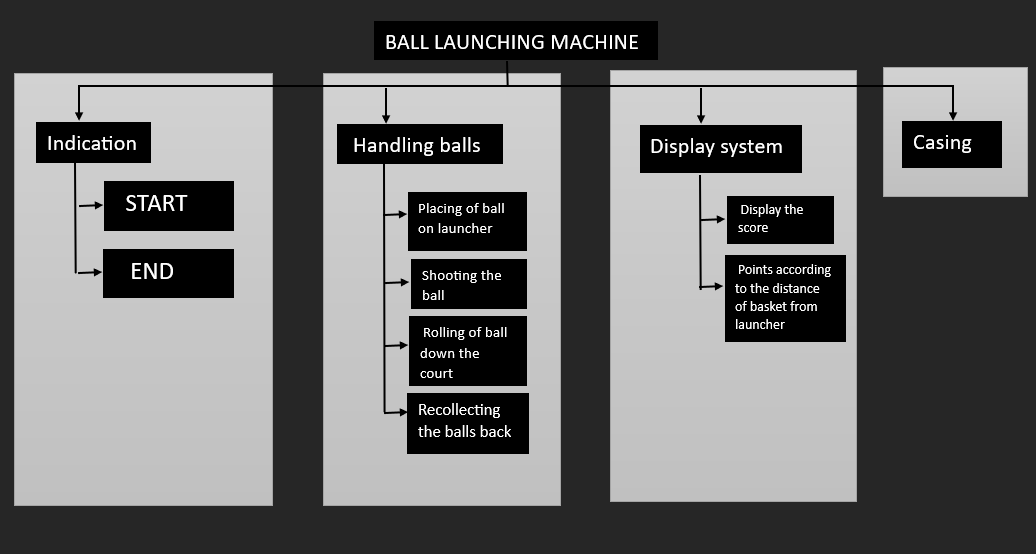 BALL LAUNCHING MACHINE
Indication
START
END
Handling balls
Placing of ball
on launcher
Shooting the
ball
Rolling of ball
down the
court
Recollecting
the balls back
Display system
Display the
score
Points according
to the distance
of basket from
launcher
Casing